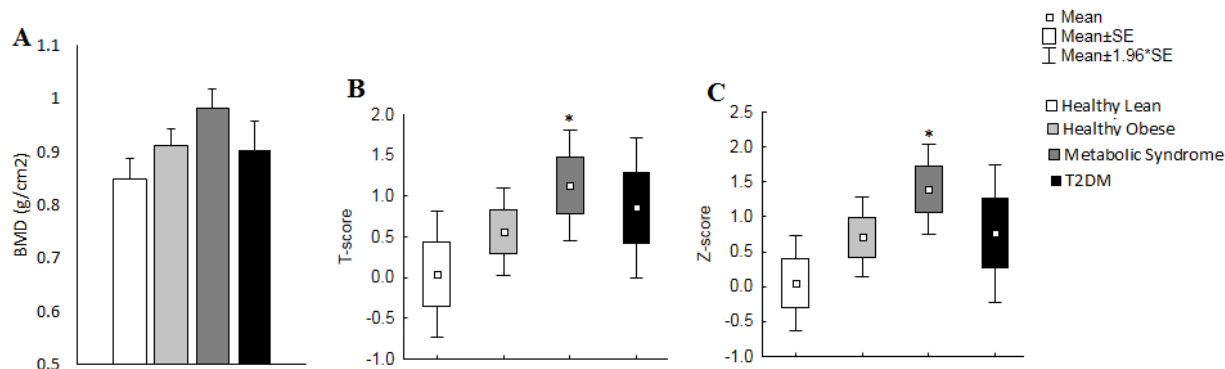 A
1.1
1
0.9
0.8
0.7
0.6
0.5
BMD (g/cm2)
B
2.0
1.5
1.0
0.5
0.0
-0.5
-1.0
T-score
*
C
2.5
2.0
1.5
1.0
0.5
0.0
-0.5
-1.0
Z-score
*
Mean
Mean±SE
Mean±1.96*SE
Healthy Lean
Healthy Obese
Metabolic Syndrome
T2DM